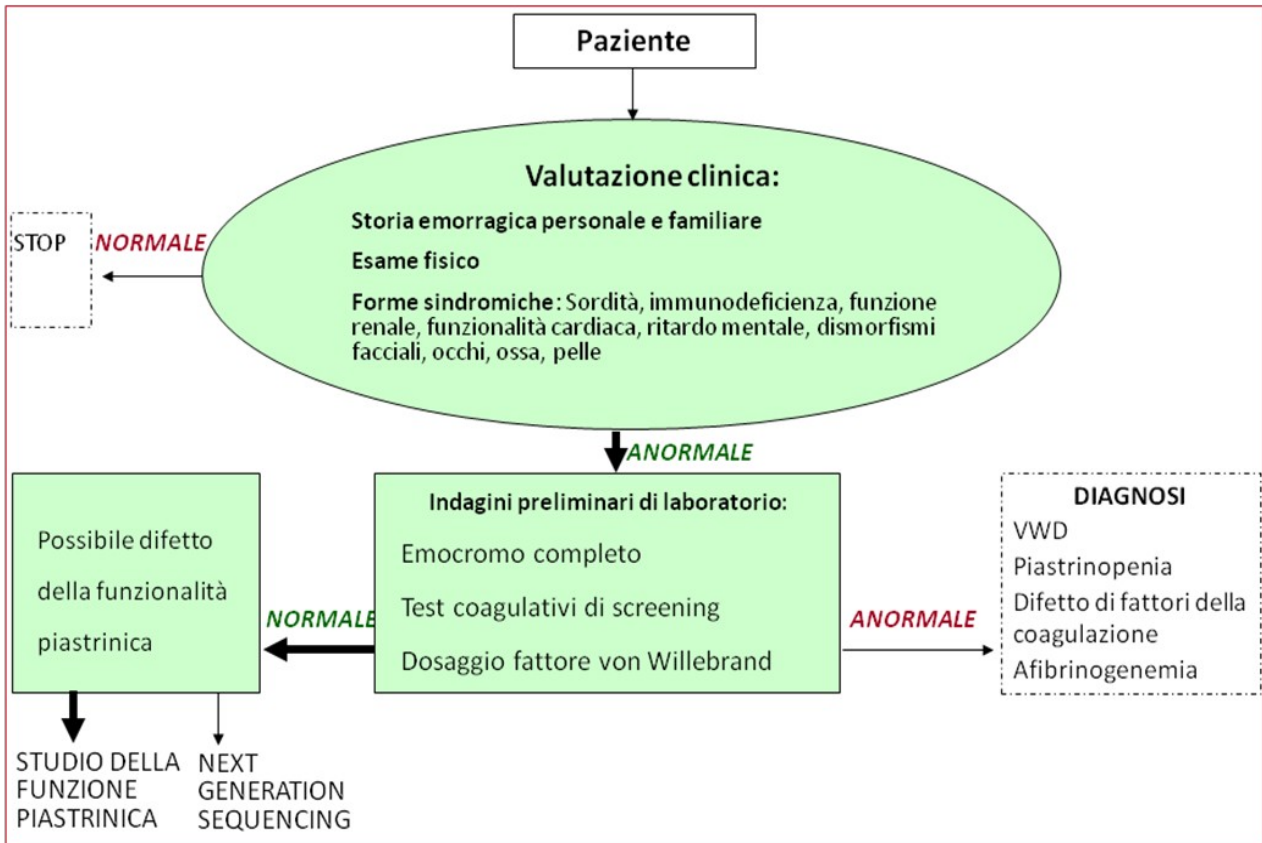 Paziente
Valutazione clinica:
Storia emorragica personale e familiare
Esame fisico
Forme sindromiche: Sordità, immunodeficienza, funzione
renale, funzionalità cardiaca, ritardo mentale, dismorfismi
facciali, occhi, ossa, pelle
STOP
NORMALE
ANORMALE
Indagini preliminari di laboratorio:
Emocromo completo
Test coagulativi di screening
Dosaggio fattore von Willebrand
NORMALE
Possibile difetto
della funzionalità
piastrinica
ANORMALE
DIAGNOSI
VWD
Piastrinopenia
Difetto di fattori della
coagulazione
Afibrinogenemia
STUDIO DELLA
FUNZIONE
PIASTRINICA
NEXT
GENERATION
SEQUENCING